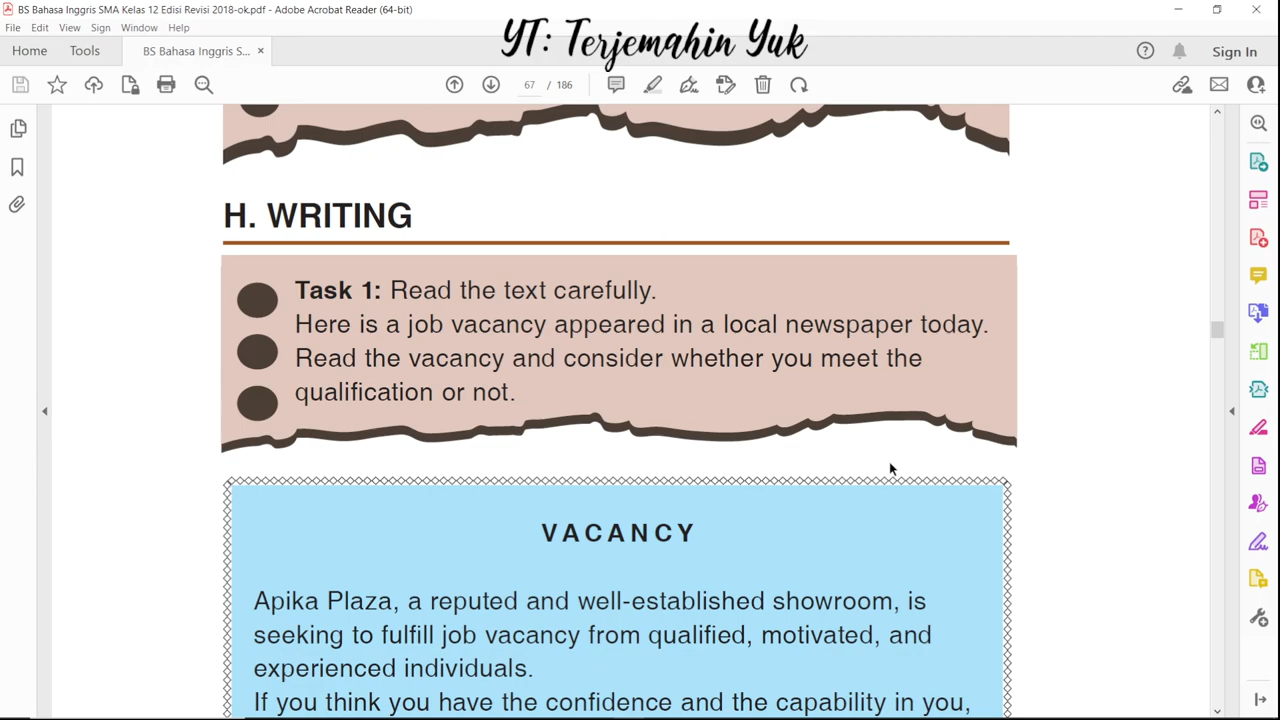 BS Bahasa Inggris SMA Kelas 12 Edisi Revisi 2018-ok.pdf - Adobe Acrobat Reader (64-bit)
File Edit View Sign Window Help
YT: Terjemahin Yuk
Home Tools BS Bahasa Inggris S... × Sign In
67 / 186
H. WRITING
Task 1: Read the text carefully.
Here is a job vacancy appeared in a local newspaper today.
Read the vacancy and consider whether you meet the
qualification or not.
VACANCY
Apika Plaza, a reputed and well-established showroom, is
seeking to fulfill job vacancy from qualified, motivated, and
experienced individuals.
If you think you have the confidence and the capability in you,